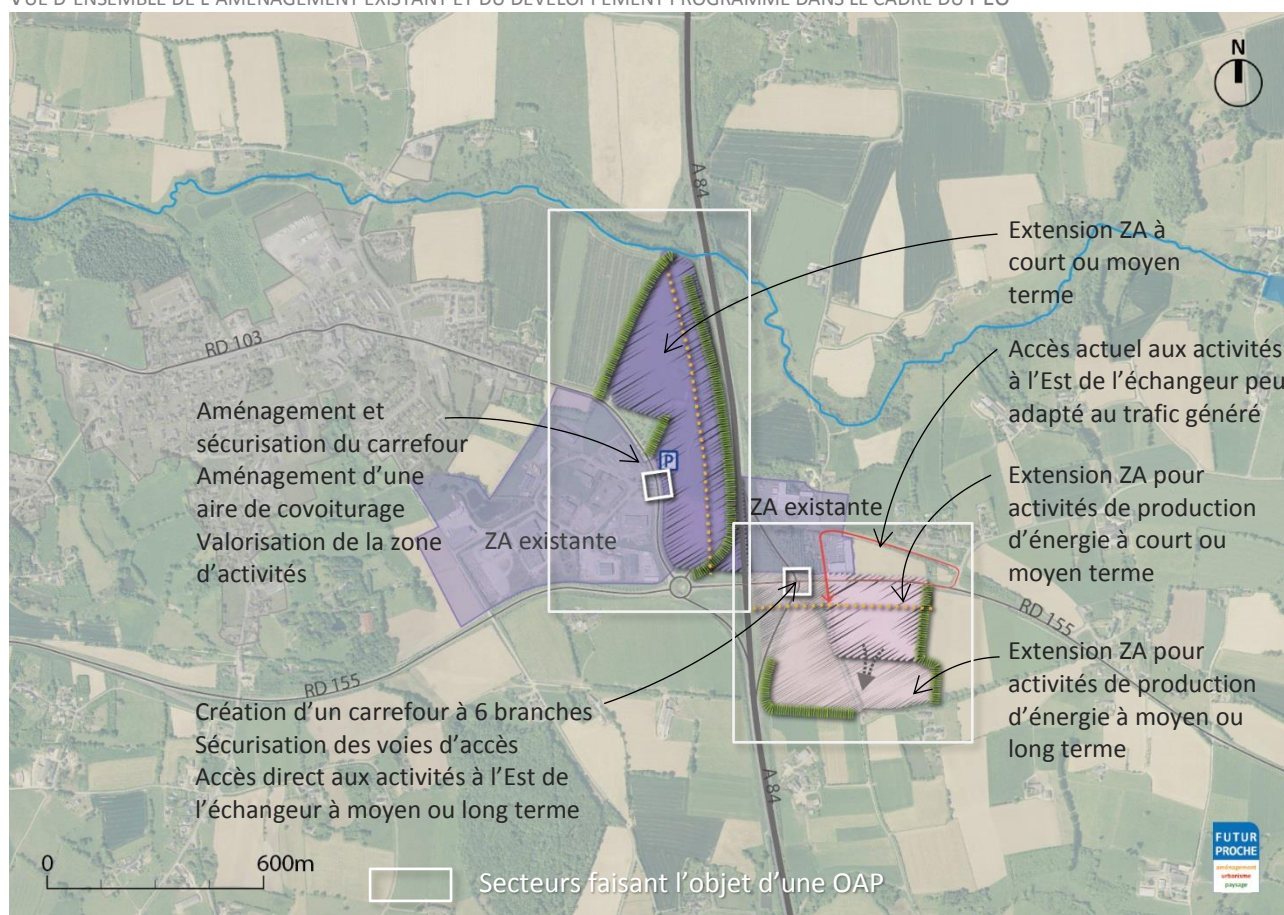 VUE D'ENSEMBLE DE L'AMÉNAGEMENT EXISTANT ET DU DÉVELOPPEMENT PROGRAMMÉ DANS LE CADRE DU PLU
N
A 84
Extension ZA à
court ou moyen
terme
RD 103
Accès actuel aux activités
à l'Est de l'échangeur peu
adapté au trafic généré
Aménagement et
sécurisation du carrefour
Aménagement d'une
aire de covoiturage
Valorisation de la zone
d'activités
P
ZA existante
ZA existante
Extension ZA pour
activités de production
d'énergie à court ou
moyen terme
RD 155
RD 155
Extension ZA pour
activités de production
d'énergie à moyen ou
long terme
Création d'un carrefour à 6 branches
Sécurisation des voies d'accès
Accès direct aux activités à l'Est de
l'échangeur à moyen ou long terme
A 84
0
600m
Secteurs faisant l'objet d'une OAP
FUTUR
PROCHE
aménagement
urbanisme
paysage